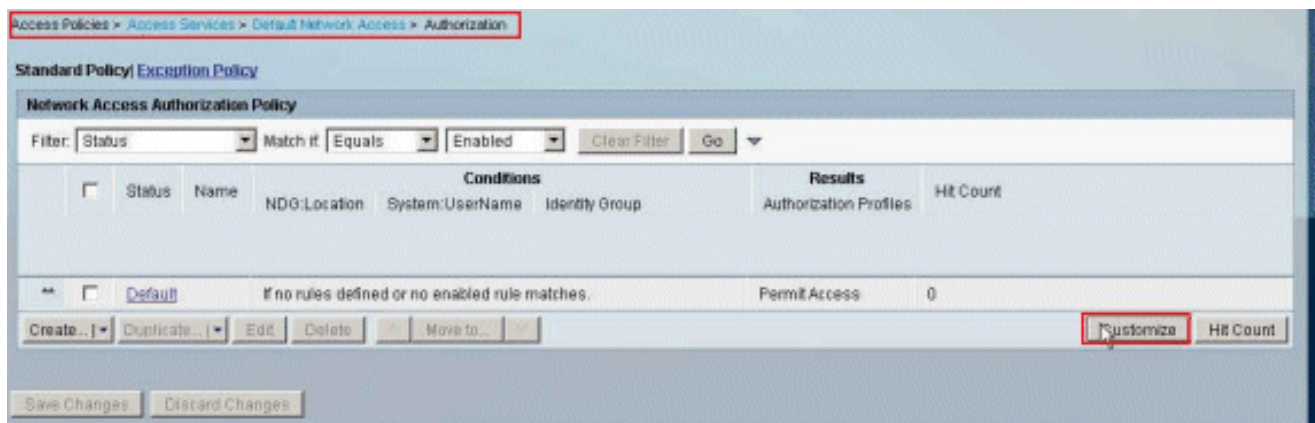 Access Policies > Access Services > Default Network Access > Authorization
Standard Policy| Exception Policy
Network Access Authorization Policy
Filter: Status Match if: Equals Enabled Clear Filter Go
Status Name Conditions Results Hit Count
NDG:Location System:UserName Identity Group Authorization Profiles
** Default If no rules defined or no enabled rule matches. Permit Access 0
Create... | Duplicate... | Edit Delete ^ Move to... Customize Hit Count
Save Changes Discard Changes